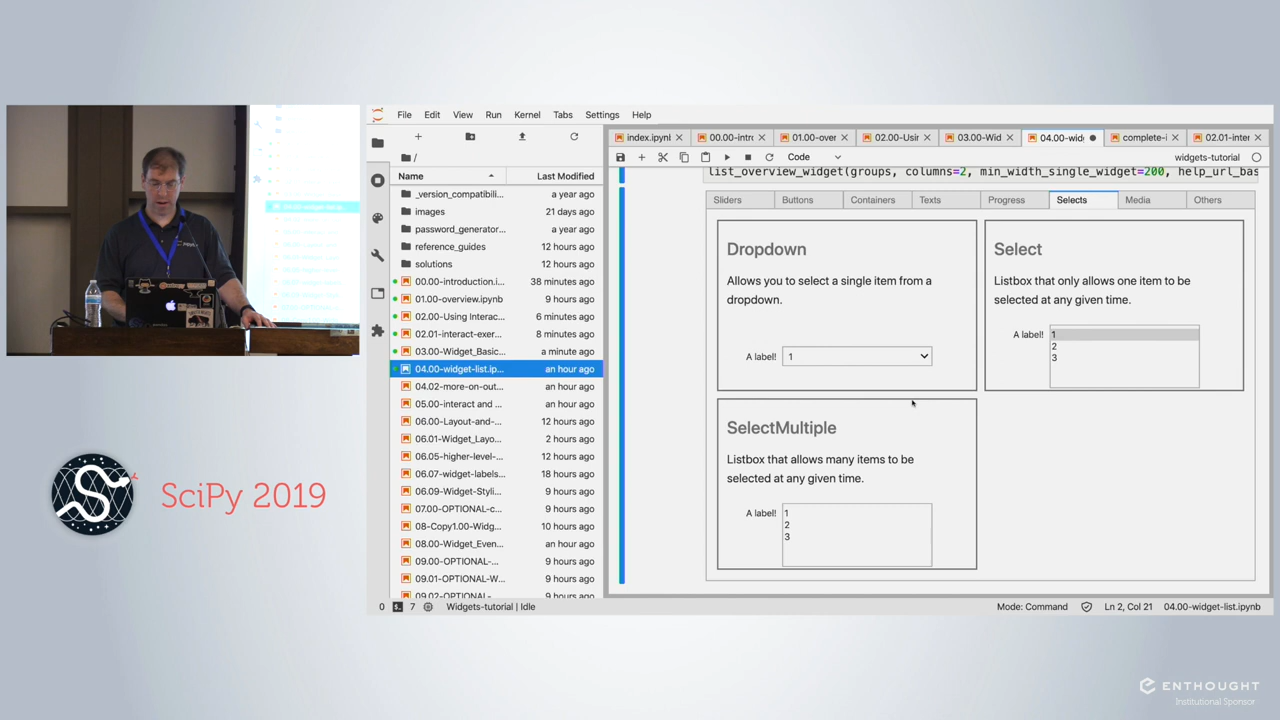 File Edit View Run Kernel Tabs Settings Help
index.ipynl
00.00-intro
01.00-over
02.00-Usir
03.00-Wid
04.00-wid
complete-i
02.01-inter
/
Code
widgets-tutorial
Name
Last Modified
_version_compatibili... a year ago
images 21 days ago
password_generator... a year ago
reference_guides 12 hours ago
solutions 12 hours ago
00.00-introduction.i... 38 minutes ago
01.00-overview.ipynb 9 hours ago
02.00-Using Interac... 6 minutes ago
02.01-interact-exer... 8 minutes ago
03.00-Widget_Basic... a minute ago
04.00-widget-list.ip... an hour ago
04.02-more-on-out... an hour ago
05.00-interact and ... an hour ago
06.00-Layout-and-... 12 hours ago
06.01-Widget_Layo... 2 hours ago
06.05-higher-level-... 12 hours ago
06.07-widget-labels... 18 hours ago
06.09-Widget-Styli... 9 hours ago
07.00-OPTIONAL-c... 9 hours ago
08-Copy1.00-Widg... 10 hours ago
08.00-Widget_Even... an hour ago
09.00-OPTIONAL-... 9 hours ago
09.01-OPTIONAL-W... 9 hours ago
09.02-OPTIONAL-... 9 hours ago
list_overview_widget(groups, columns=2, min_width_single_widget=200, help_url_bas
Sliders Buttons Containers Texts Progress Selects Media Others
Dropdown
Allows you to select a single item from a
dropdown.
A label! 1
Select
Listbox that only allows one item to be
selected at any given time.
A label! 1
2
3
SelectMultiple
Listbox that allows many items to be
selected at any given time.
A label! 1
2
3
0 7 Widgets-tutorial | Idle
Mode: Command Ln 2, Col 21 04.00-widget-list.ipynb
SciPy 2019
ENTHOUGHT
Institutional Sponsor